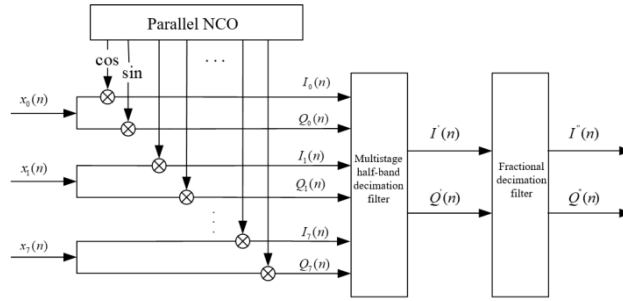 Parallel NCO
cos
sin
. . .
x₀(n)
I₀(n)
Q₀(n)
x₁(n)
I₁(n)
Q₁(n)
x₇(n)
I₇(n)
Q₇(n)
Multistage
half-band
decimation
filter
I'(n)
Q'(n)
Fractional
decimation
filter
I"(n)
Q"(n)